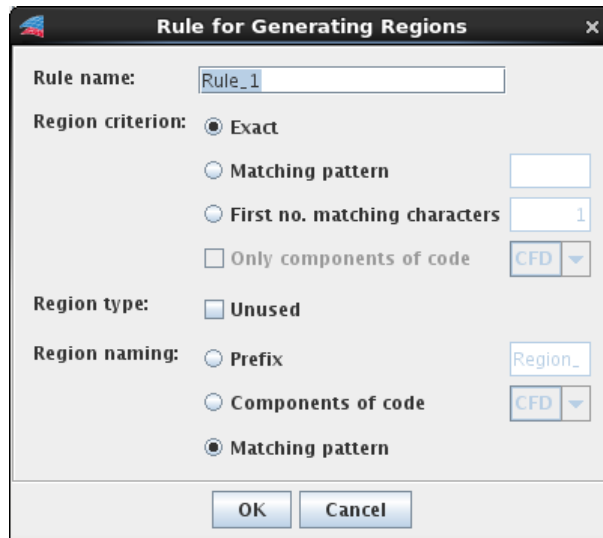 Rule for Generating Regions
Rule name: Rule_1
Region criterion: Exact
Matching pattern
First no. matching characters 1
Only components of code CFD
Region type: Unused
Region naming: Prefix Region_
Components of code CFD
Matching pattern
OK Cancel